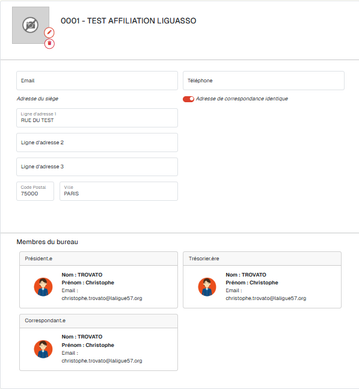 0001 - TEST AFFILIATION LIGUASSO
Email
Téléphone
Adresse du siège
Adresse de correspondance identique
Ligne d'adresse 1
RUE DU TEST
Ligne d'adresse 2
Ligne d'adresse 3
Code Postal
75000
Ville
PARIS
Membres du bureau
Président.e
Nom : TROVATO
Prénom : Christophe
Email :
christophe.trovato@laligue57.org
Trésorier.ère
Nom : TROVATO
Prénom : Christophe
Email :
christophe.trovato@laligue57.org
Correspondant.e
Nom : TROVATO
Prénom : Christophe
Email :
christophe.trovato@laligue57.org